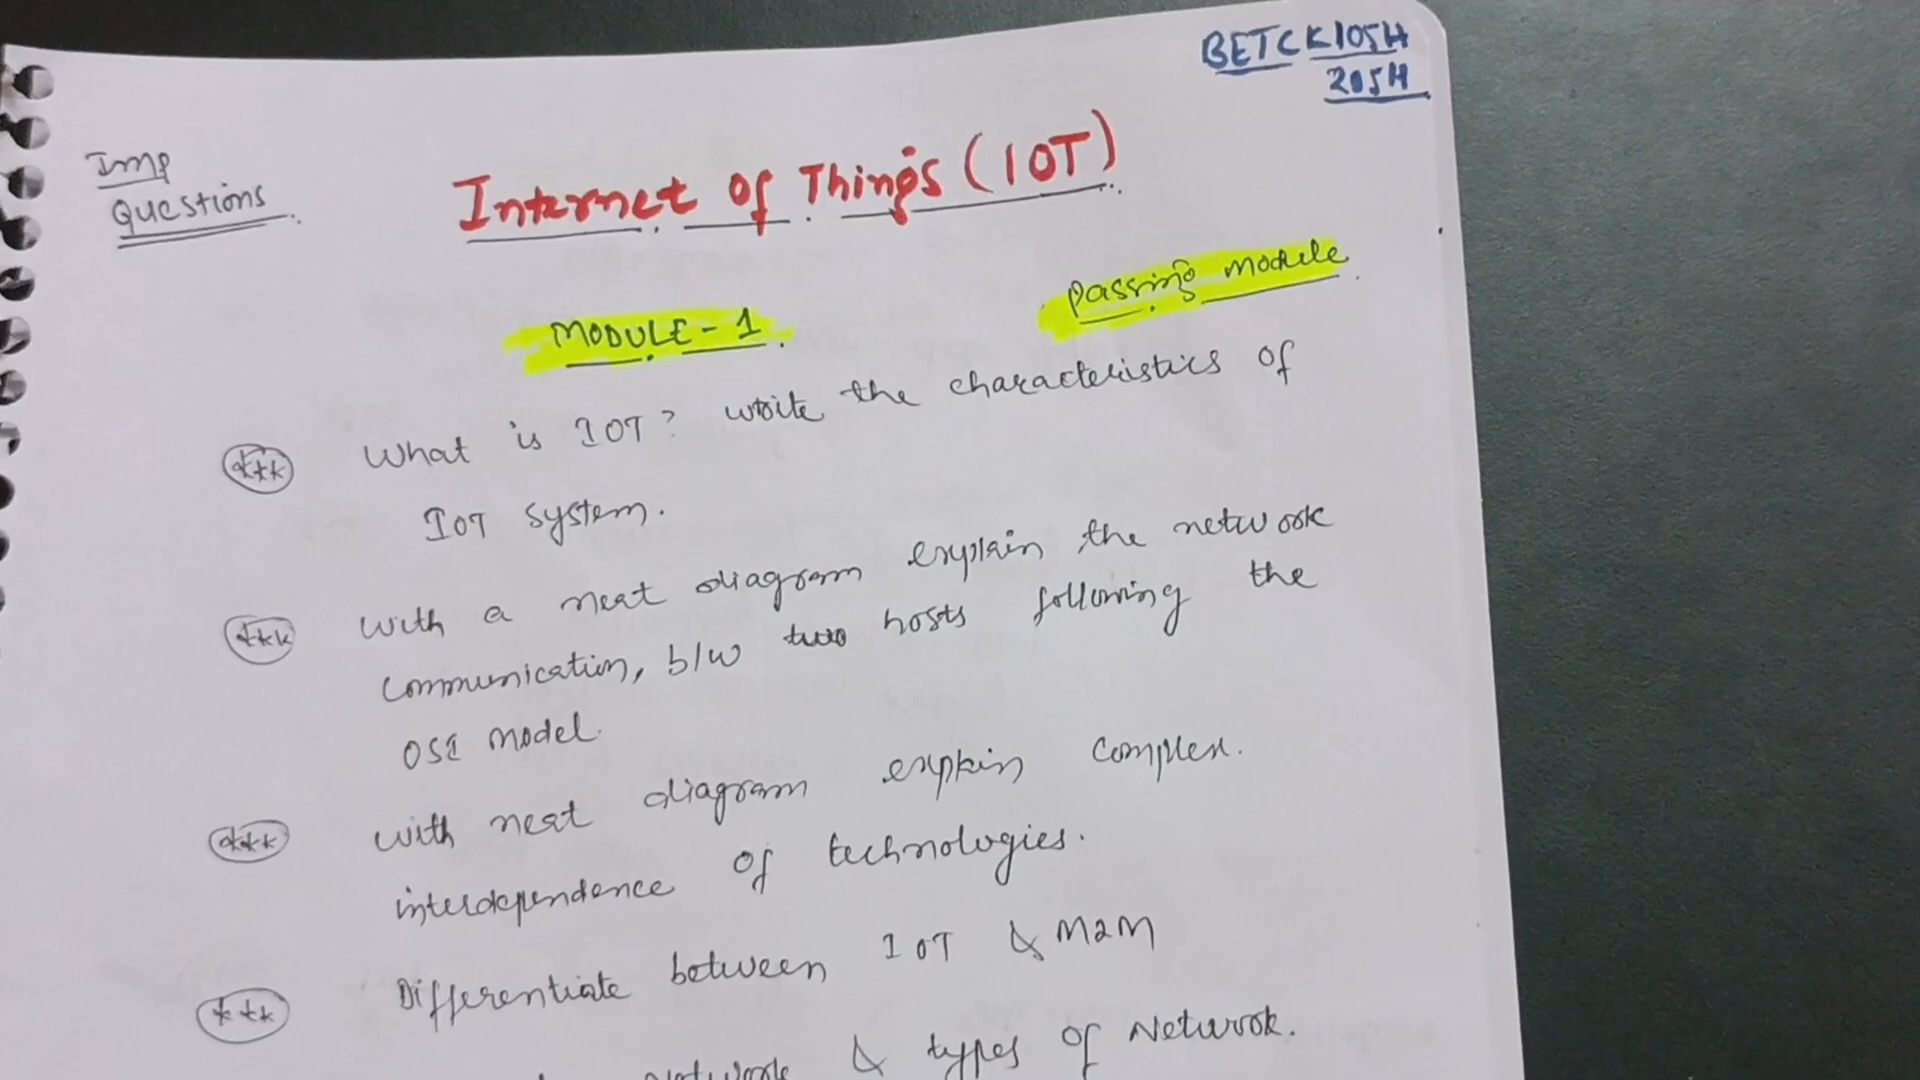 BETCK105H
205H
Imp
Questions
Internet of Things (IOT)
Passing module
MODULE-1
*** What is IOT? write the characteristics of
IOT system.
*** with a neat diagram explain the network
communication, b/w two hosts following the
OSI model.
*** with neat diagram explain complex.
interdependence of technologies.
*** Differentiate between IOT & M2M
Network & types of Network.